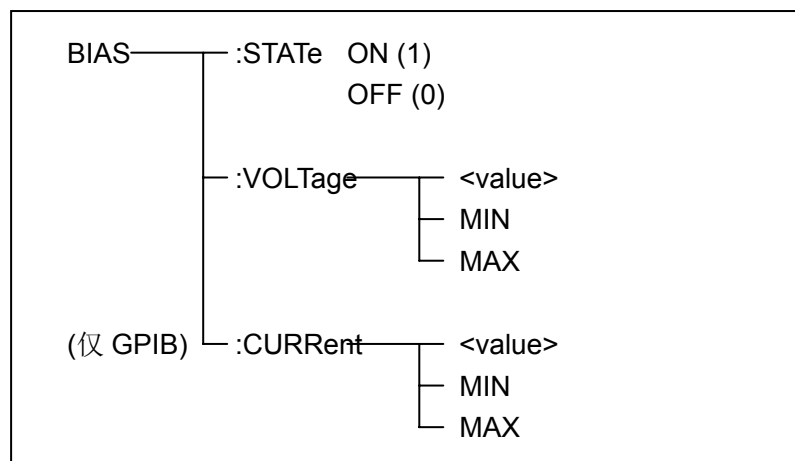 BIAS :STATe ON (1)
OFF (0)
:VOLTage <value>
MIN
MAX
(仅 GPIB) :CURRent <value>
MIN
MAX